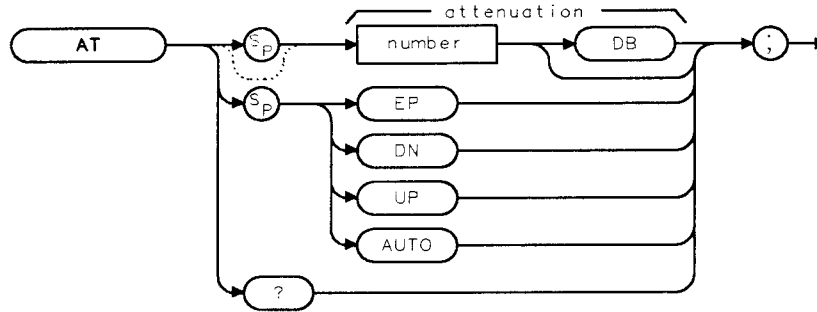 attenuation
AT SP number DB ;
SP EP
DN
UP
AUTO
?